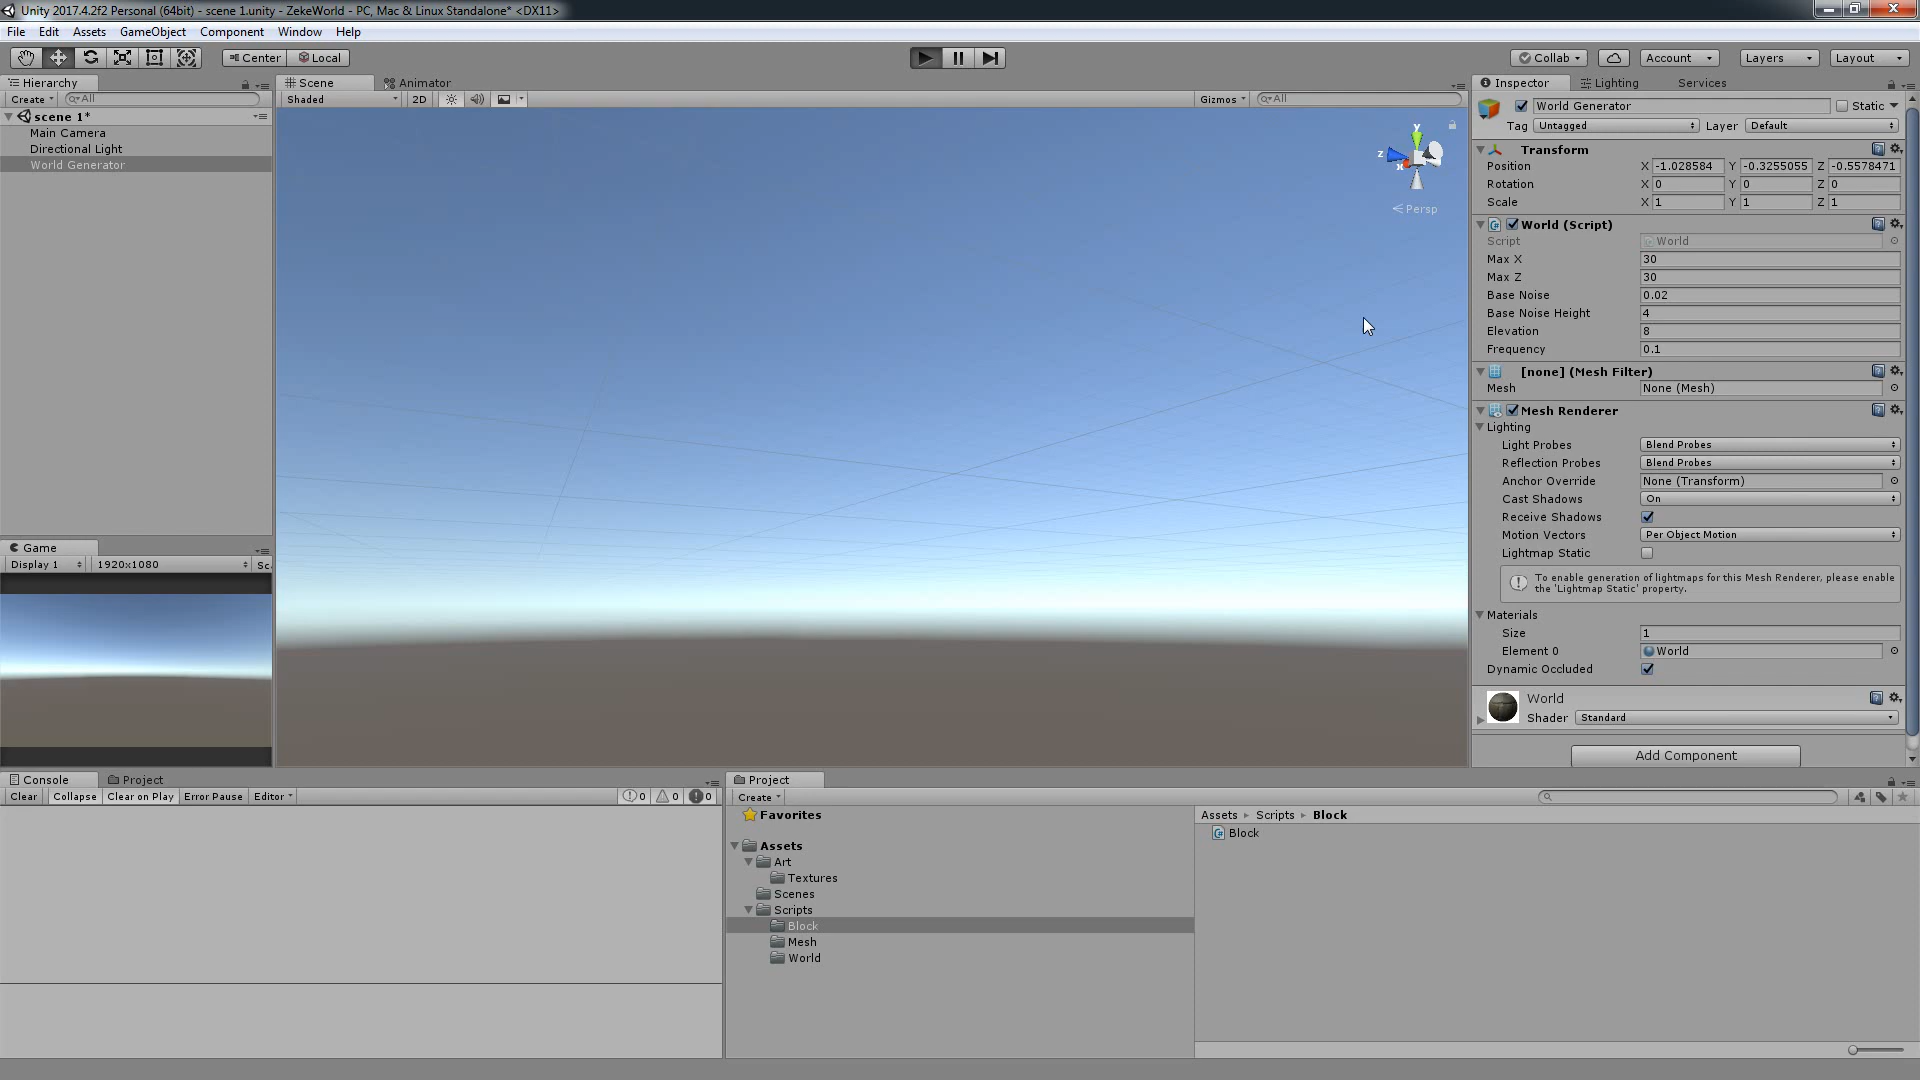 Unity 2017.4.2f2 Personal (64bit) - scene 1.unity - ZekeWorld - PC, Mac & Linux Standalone* <DX11>
File Edit Assets GameObject Component Window Help
Center Local
Collab Account Layers Layout
Hierarchy
Create All
scene 1*
Main Camera
Directional Light
World Generator
Game
Display 1 1920x1080 Sc
Scene Animator
Shaded 2D Gizmos All
y
z
x
Persp
Inspector Lighting Services
World Generator Static
Tag Untagged Layer Default
Transform
Position X -1.028584 Y -0.3255055 Z -0.5578471
Rotation X 0 Y 0 Z 0
Scale X 1 Y 1 Z 1
World (Script)
Script World
Max X 30
Max Z 30
Base Noise 0.02
Base Noise Height 4
Elevation 8
Frequency 0.1
[none] (Mesh Filter)
Mesh None (Mesh)
Mesh Renderer
Lighting
Light Probes Blend Probes
Reflection Probes Blend Probes
Anchor Override None (Transform)
Cast Shadows On
Receive Shadows
Motion Vectors Per Object Motion
Lightmap Static
To enable generation of lightmaps for this Mesh Renderer, please enable
the 'Lightmap Static' property.
Materials
Size 1
Element 0 World
Dynamic Occluded
World
Shader Standard
Add Component
Console Project
Clear Collapse Clear on Play Error Pause Editor 0 0 0
Project
Create
Favorites
Assets
Art
Textures
Scenes
Scripts
Block
Mesh
World
Assets Scripts Block
Block